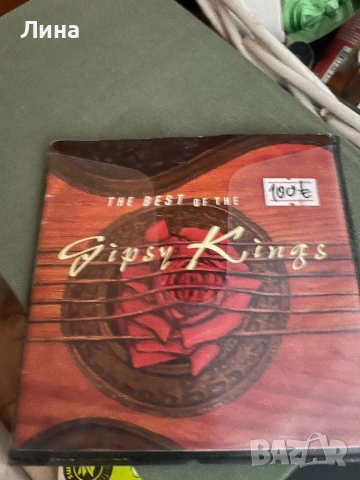 Лина
THE BEST OF THE
Gipsy Kings
100€
BAZAR